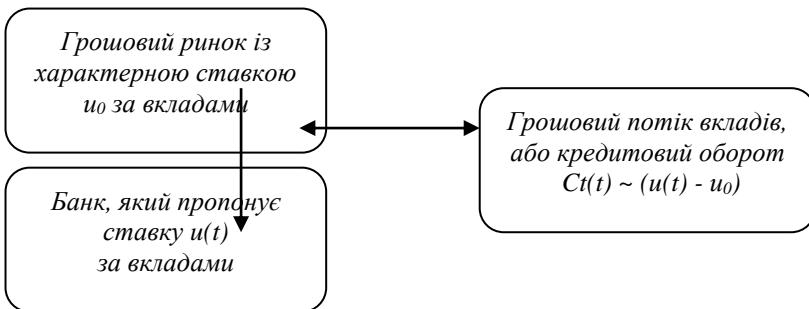 Грошовий ринок із
характерною ставкою
u0 за вкладами
Банк, який пропонує
ставку u(t)
за вкладами
Грошовий потік вкладів,
або кредитовий оборот
Ct(t) ~ (u(t) - u0)